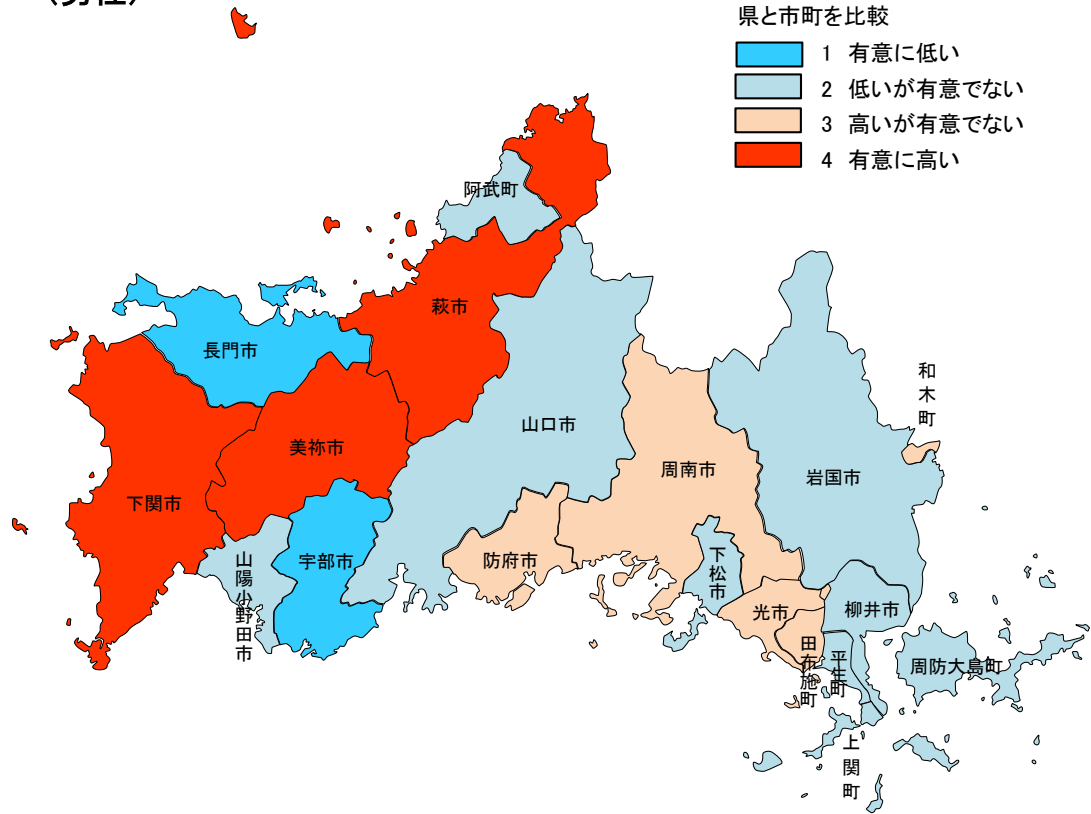 (男性)
県と市町を比較
1 有意に低い
2 低いが有意でない
3 高いが有意でない
4 有意に高い
阿武町
萩市
長門市
和木町
山口市
美祢市
周南市
岩国市
下関市
山陽小野田市
宇部市
防府市
下松市
光市
柳井市
田布施町
平生町
周防大島町
上関町